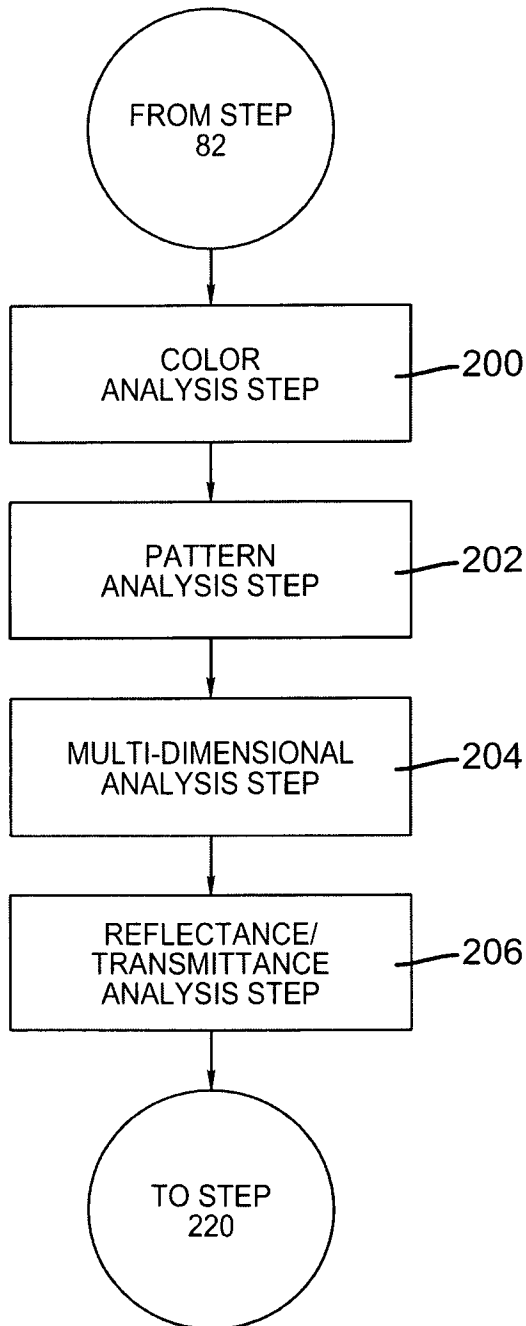 FROM STEP
82
COLOR
ANALYSIS STEP
200
PATTERN
ANALYSIS STEP
202
MULTI-DIMENSIONAL
ANALYSIS STEP
204
REFLECTANCE/
TRANSMITTANCE
ANALYSIS STEP
206
TO STEP
220